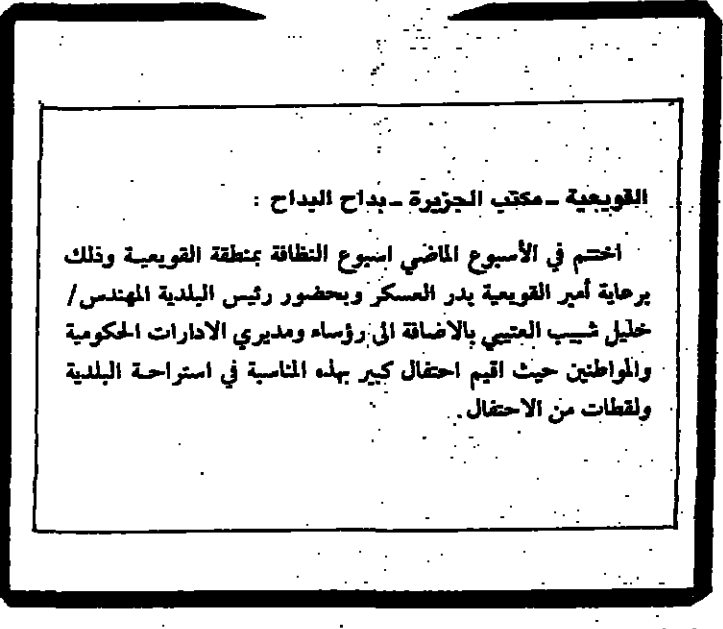 القويعية ـ مكتب الجزيرة ـ بداح البداح :
اختتم في الأسبوع الماضي اسبوع النظافة بمنطقة القويعية وذلك
برعاية أمير القويعية بدر العسكر وبحضور رئيس البلدية المهندس/
خليل شبيب العتيبي بالاضافة الى رؤساء ومديري الادارات الحكومية
والمواطنين حيث اقيم احتفال كبير بهذه المناسبة في استراحة البلدية
ولقطات من الاحتفال .